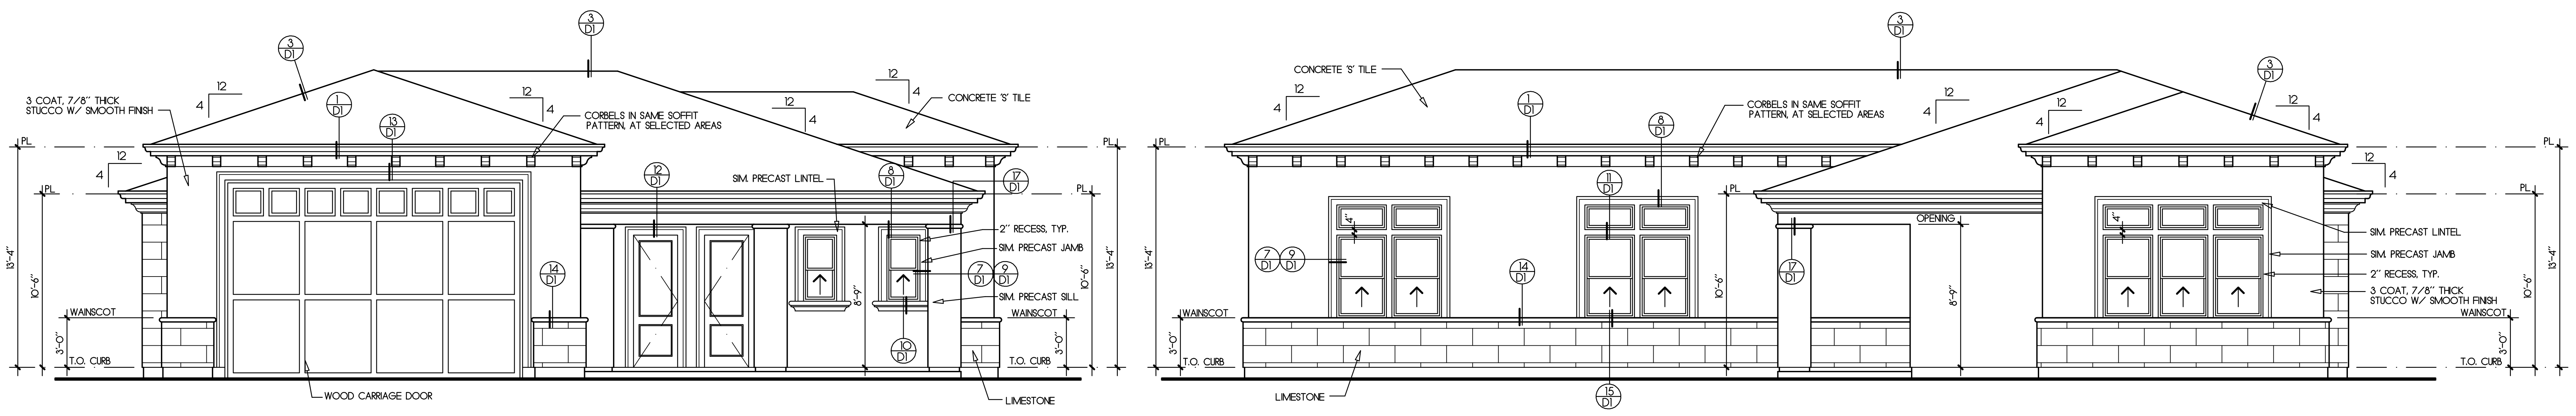 3
D1
3
D1
12
4
3 COAT, 7/8" THICK
STUCCO W/ SMOOTH FINISH
1
D1
13
D1
12
4
CORBELS IN SAME SOFFIT
PATTERN, AT SELECTED AREAS
12
4
12
4
CONCRETE 'S' TILE
PL
12
4
PL
PL
PL
SIM. PRECAST LINTEL
12
D1
8
D1
17
D1
2" RECESS, TYP.
SIM. PRECAST JAMB
7
D1
9
D1
SIM. PRECAST SILL
14
D1
10
D1
8'-9"
13'-4"
10'-6"
3'-0"
WAINSCOT
T.O. CURB
WAINSCOT
T.O. CURB
3'-0"
10'-6"
13'-4"
WOOD CARRIAGE DOOR
LIMESTONE
3
D1
CONCRETE 'S' TILE
3
D1
12
4
1
D1
8
D1
CORBELS IN SAME SOFFIT
PATTERN, AT SELECTED AREAS
12
4
12
4
12
4
PL
PL
12
4
PL
PL
11
D1
4"
OPENING
4"
SIM. PRECAST LINTEL
SIM. PRECAST JAMB
2" RECESS, TYP.
3 COAT, 7/8" THICK
STUCCO W/ SMOOTH FINISH
7
D1
9
D1
14
D1
17
D1
10'-6"
8'-9"
13'-4"
WAINSCOT
3'-0"
T.O. CURB
WAINSCOT
3'-0"
T.O. CURB
10'-6"
13'-4"
LIMESTONE
15
D1